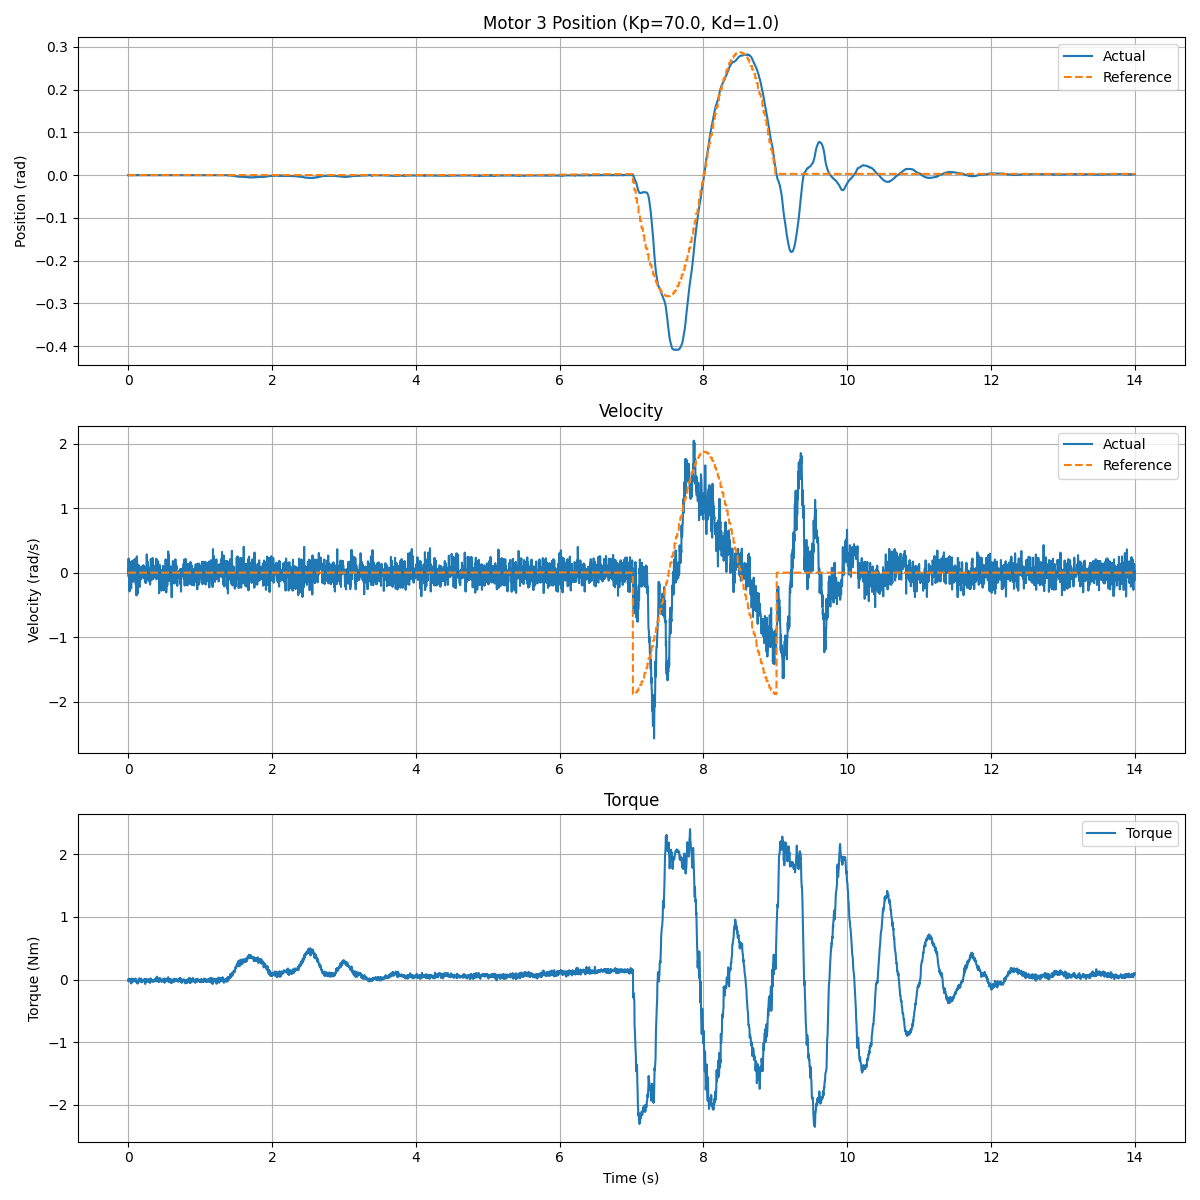 Motor 3 Position (Kp=70.0, Kd=1.0)
Actual
Reference
Position (rad)
0.3
0.2
0.1
0.0
−0.1
−0.2
−0.3
−0.4
0 2 4 6 8 10 12 14
Velocity
Actual
Reference
Velocity (rad/s)
2
1
0
−1
−2
0 2 4 6 8 10 12 14
Torque
Torque
Torque (Nm)
2
1
0
−1
−2
0 2 4 6 8 10 12 14
Time (s)